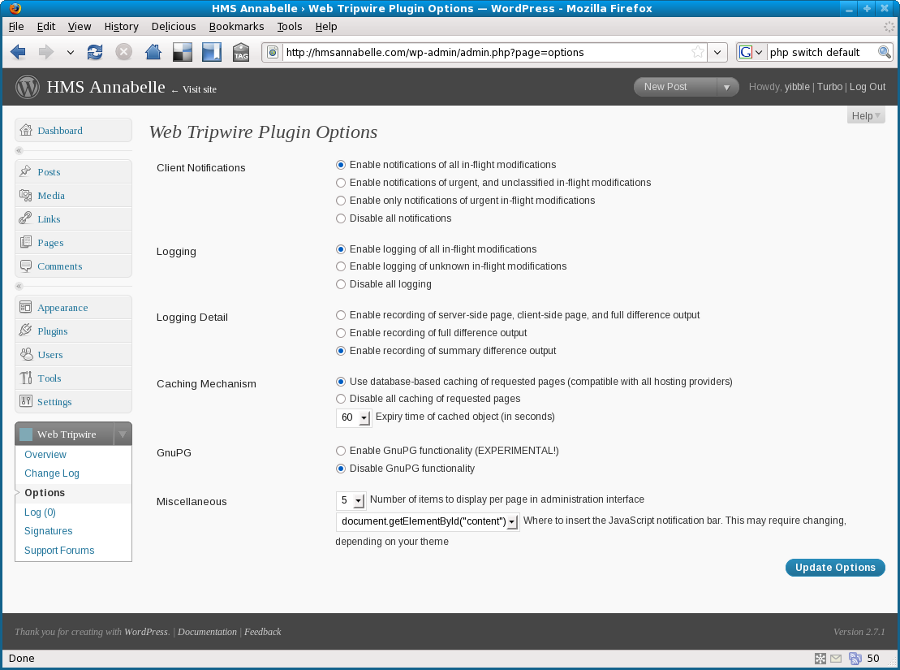 HMS Annabelle › Web Tripwire Plugin Options — WordPress - Mozilla Firefox
File Edit View History Delicious Bookmarks Tools Help
TAG http://hmsannabelle.com/wp-admin/admin.php?page=options G php switch default
HMS Annabelle ← Visit site New Post Howdy, yibble | Turbo | Log Out
Help
Web Tripwire Plugin Options
Dashboard
Posts
Media
Links
Pages
Comments
Appearance
Plugins
Users
Tools
Settings
Web Tripwire
Overview
Change Log
Options
Log (0)
Signatures
Support Forums
Client Notifications
Enable notifications of all in-flight modifications
Enable notifications of urgent, and unclassified in-flight modifications
Enable only notifications of urgent in-flight modifications
Disable all notifications
Logging
Enable logging of all in-flight modifications
Enable logging of unknown in-flight modifications
Disable all logging
Logging Detail
Enable recording of server-side page, client-side page, and full difference output
Enable recording of full difference output
Enable recording of summary difference output
Caching Mechanism
Use database-based caching of requested pages (compatible with all hosting providers)
Disable all caching of requested pages
60 Expiry time of cached object (in seconds)
GnuPG
Enable GnuPG functionality (EXPERIMENTAL!)
Disable GnuPG functionality
Miscellaneous
5 Number of items to display per page in administration interface
document.getElementById("content") Where to insert the JavaScript notification bar. This may require changing,
depending on your theme
Update Options
Thank you for creating with WordPress. | Documentation | Feedback Version 2.7.1
Done 50